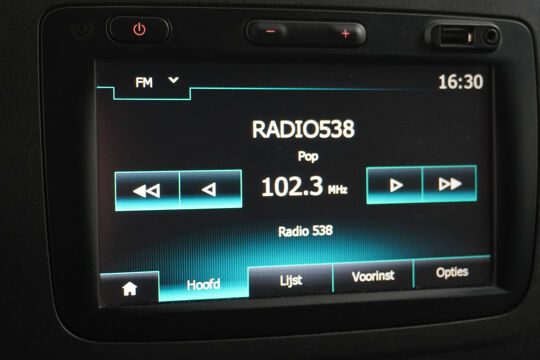 FM
16:30
RADIO538
Pop
102.3 MHz
Radio 538
Hoofd Lijst Voorinst Opties